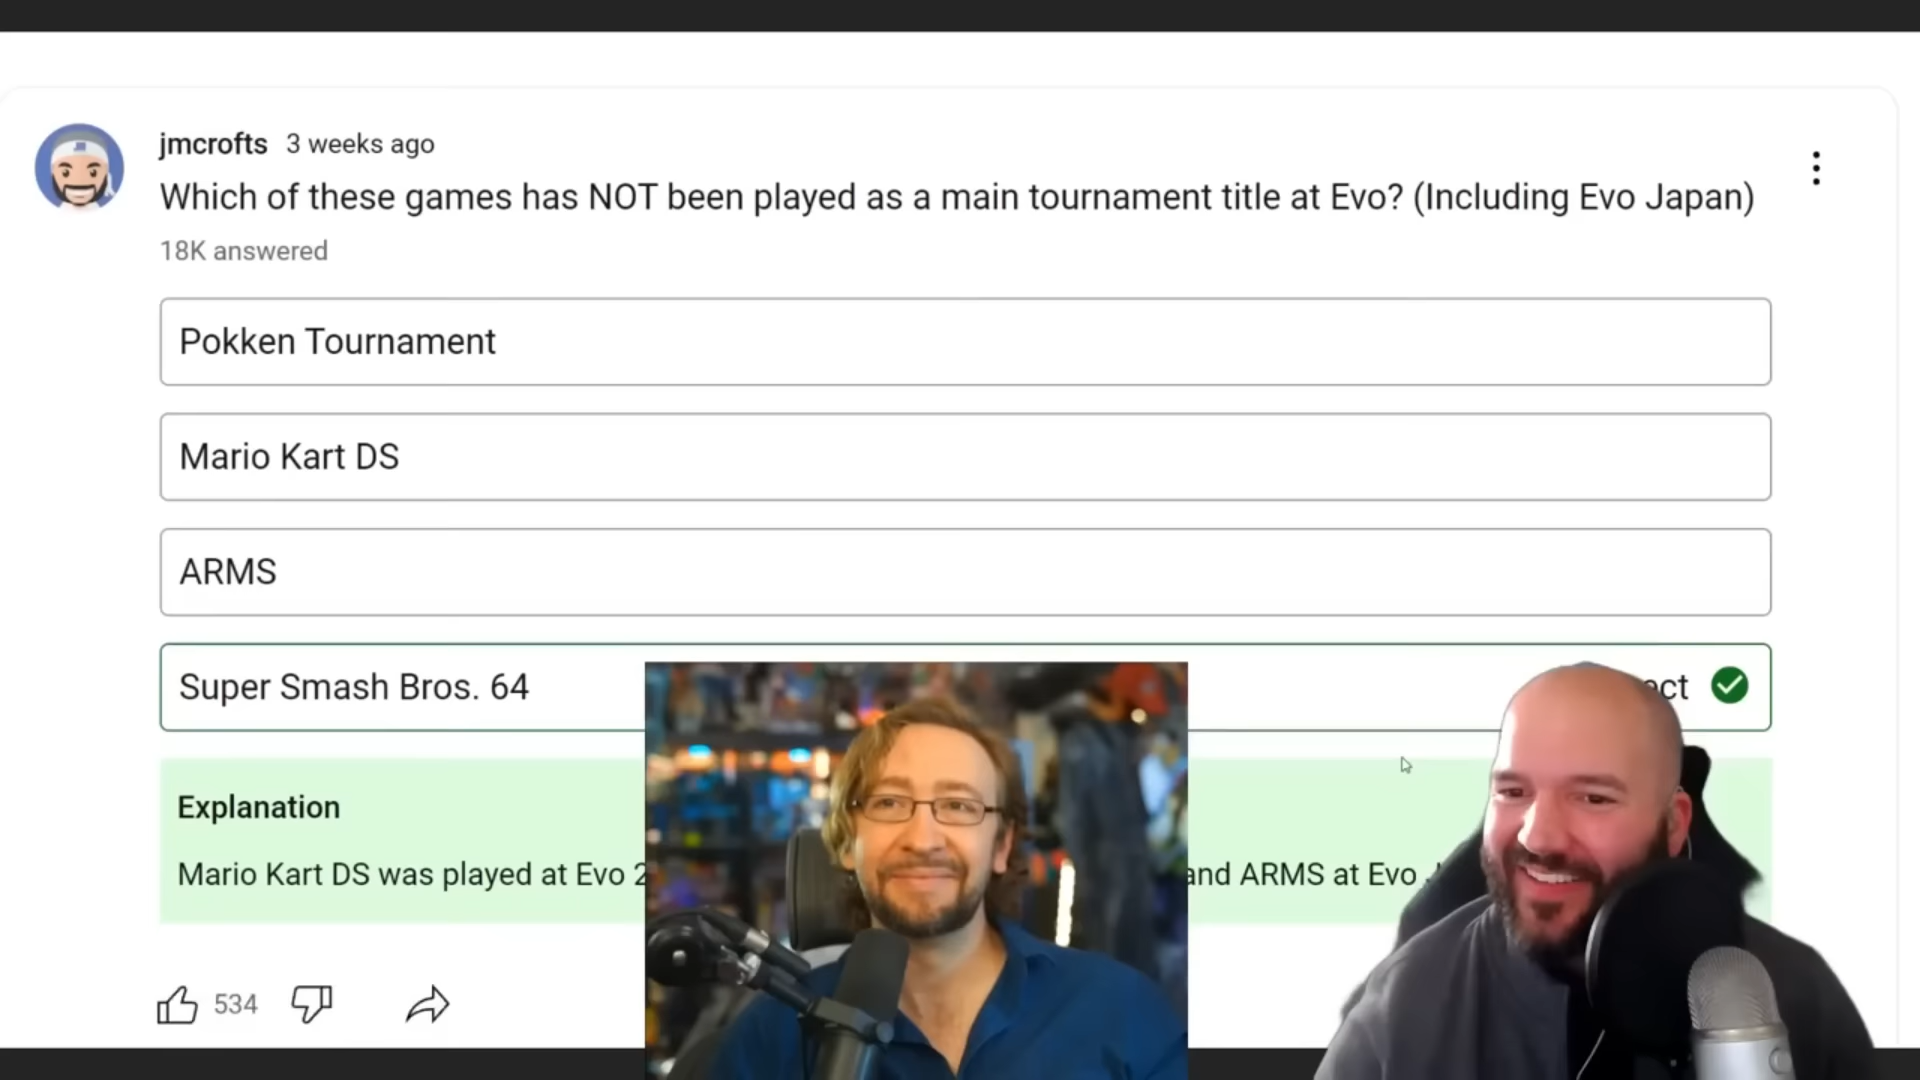 jmcrofts 3 weeks ago
Which of these games has NOT been played as a main tournament title at Evo? (Including Evo Japan)
18K answered
Pokken Tournament
Mario Kart DS
ARMS
Super Smash Bros. 64
Explanation
Mario Kart DS was played at Evo and ARMS at Evo
534